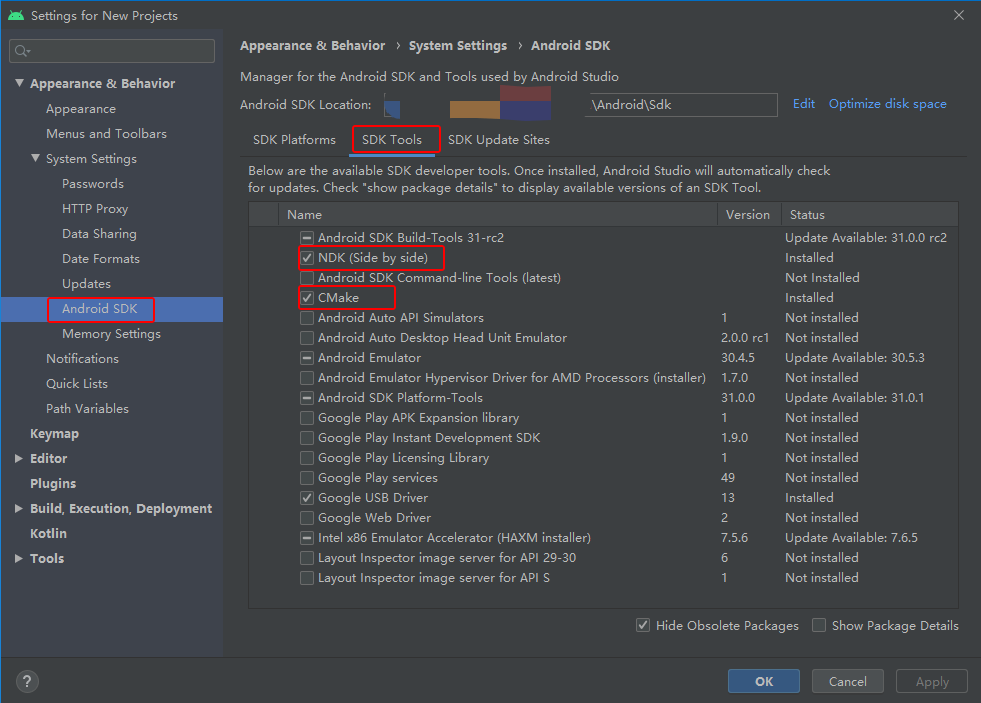 Settings for New Projects
Appearance & Behavior
Appearance
Menus and Toolbars
System Settings
Passwords
HTTP Proxy
Data Sharing
Date Formats
Updates
Android SDK
Memory Settings
Notifications
Quick Lists
Path Variables
Keymap
Editor
Plugins
Build, Execution, Deployment
Kotlin
Tools
Appearance & Behavior › System Settings › Android SDK
Manager for the Android SDK and Tools used by Android Studio
Android SDK Location: \Android\Sdk Edit Optimize disk space
SDK Platforms SDK Tools SDK Update Sites
Below are the available SDK developer tools. Once installed, Android Studio will automatically check
for updates. Check "show package details" to display available versions of an SDK Tool.
Name Version Status
Android SDK Build-Tools 31-rc2 Update Available: 31.0.0 rc2
NDK (Side by side) Installed
Android SDK Command-line Tools (latest) Not Installed
CMake Installed
Android Auto API Simulators 1 Not installed
Android Auto Desktop Head Unit Emulator 2.0.0 rc1 Not installed
Android Emulator 30.4.5 Update Available: 30.5.3
Android Emulator Hypervisor Driver for AMD Processors (installer) 1.7.0 Not installed
Android SDK Platform-Tools 31.0.0 Update Available: 31.0.1
Google Play APK Expansion library 1 Not installed
Google Play Instant Development SDK 1.9.0 Not installed
Google Play Licensing Library 1 Not installed
Google Play services 49 Not installed
Google USB Driver 13 Installed
Google Web Driver 2 Not installed
Intel x86 Emulator Accelerator (HAXM installer) 7.5.6 Update Available: 7.6.5
Layout Inspector image server for API 29-30 6 Not installed
Layout Inspector image server for API S 1 Not installed
Hide Obsolete Packages Show Package Details
? OK Cancel Apply